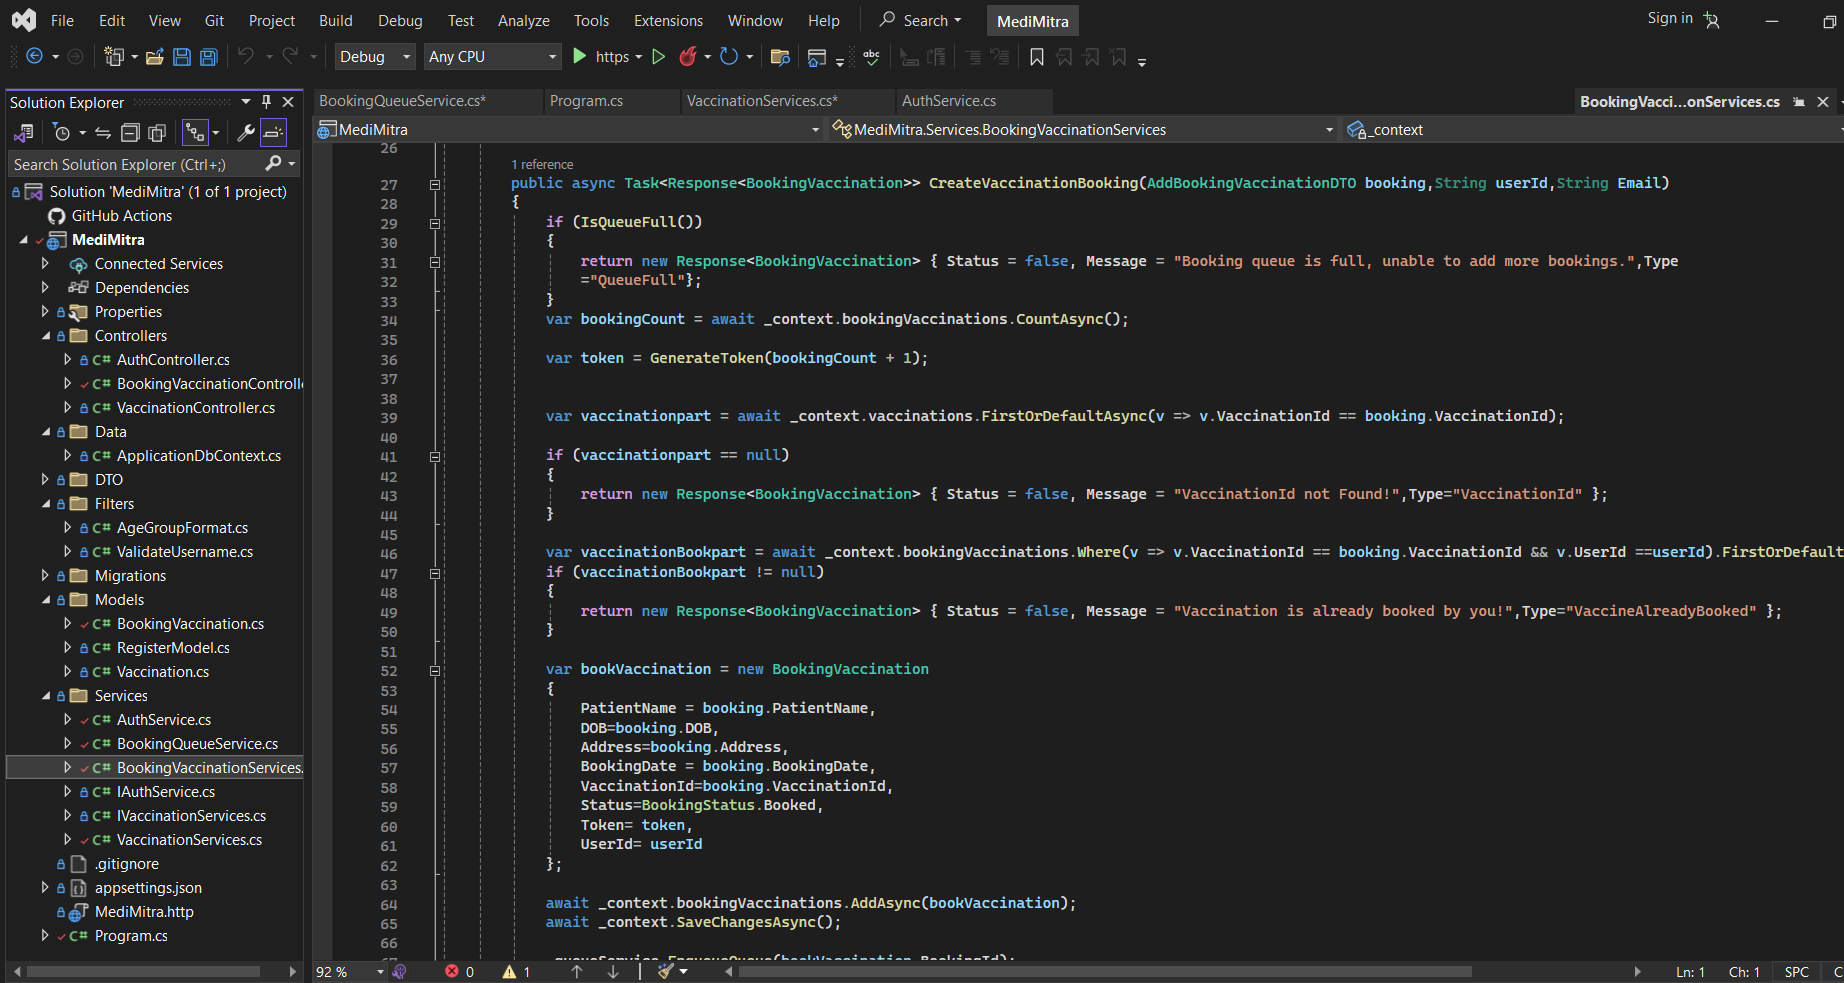 File Edit View Git Project Build Debug Test Analyze Tools Extensions Window Help Search MediMitra Sign in
Debug Any CPU https
Solution Explorer
Search Solution Explorer (Ctrl+;)
Solution 'MediMitra' (1 of 1 project)
GitHub Actions
MediMitra
Connected Services
Dependencies
Properties
Controllers
C# AuthController.cs
C# BookingVaccinationControlle
C# VaccinationController.cs
Data
C# ApplicationDbContext.cs
DTO
Filters
C# AgeGroupFormat.cs
C# ValidateUsername.cs
Migrations
Models
C# BookingVaccination.cs
C# RegisterModel.cs
C# Vaccination.cs
Services
C# AuthService.cs
C# BookingQueueService.cs
C# BookingVaccinationServices.
C# IAuthService.cs
C# IVaccinationServices.cs
C# VaccinationServices.cs
.gitignore
appsettings.json
MediMitra.http
C# Program.cs
BookingQueueService.cs* Program.cs VaccinationServices.cs* AuthService.cs BookingVacci...onServices.cs
MediMitra MediMitra.Services.BookingVaccinationServices _context
26
1 reference
27 public async Task<Response<BookingVaccination>> CreateVaccinationBooking(AddBookingVaccinationDTO booking,String userId,String Email)
28 {
29 if (IsQueueFull())
30 {
31 return new Response<BookingVaccination> { Status = false, Message = "Booking queue is full, unable to add more bookings.",Type
32 ="QueueFull"};
33 }
34 var bookingCount = await _context.bookingVaccinations.CountAsync();
35
36 var token = GenerateToken(bookingCount + 1);
37
38
39 var vaccinationpart = await _context.vaccinations.FirstOrDefaultAsync(v => v.VaccinationId == booking.VaccinationId);
40
41 if (vaccinationpart == null)
42 {
43 return new Response<BookingVaccination> { Status = false, Message = "VaccinationId not Found!",Type="VaccinationId" };
44 }
45
46 var vaccinationBookpart = await _context.bookingVaccinations.Where(v => v.VaccinationId == booking.VaccinationId && v.UserId ==userId).FirstOrDefault
47 if (vaccinationBookpart != null)
48 {
49 return new Response<BookingVaccination> { Status = false, Message = "Vaccination is already booked by you!",Type="VaccineAlreadyBooked" };
50 }
51
52 var bookVaccination = new BookingVaccination
53 {
54 PatientName = booking.PatientName,
55 DOB=booking.DOB,
56 Address=booking.Address,
57 BookingDate = booking.BookingDate,
58 VaccinationId=booking.VaccinationId,
59 Status=BookingStatus.Booked,
60 Token= token,
61 UserId= userId
62 };
63
64 await _context.bookingVaccinations.AddAsync(bookVaccination);
65 await _context.SaveChangesAsync();
66
67 _queueService.EnqueueQueue(bookVaccination.BookingId);
92 % 0 1 Ln: 1 Ch: 1 SPC C